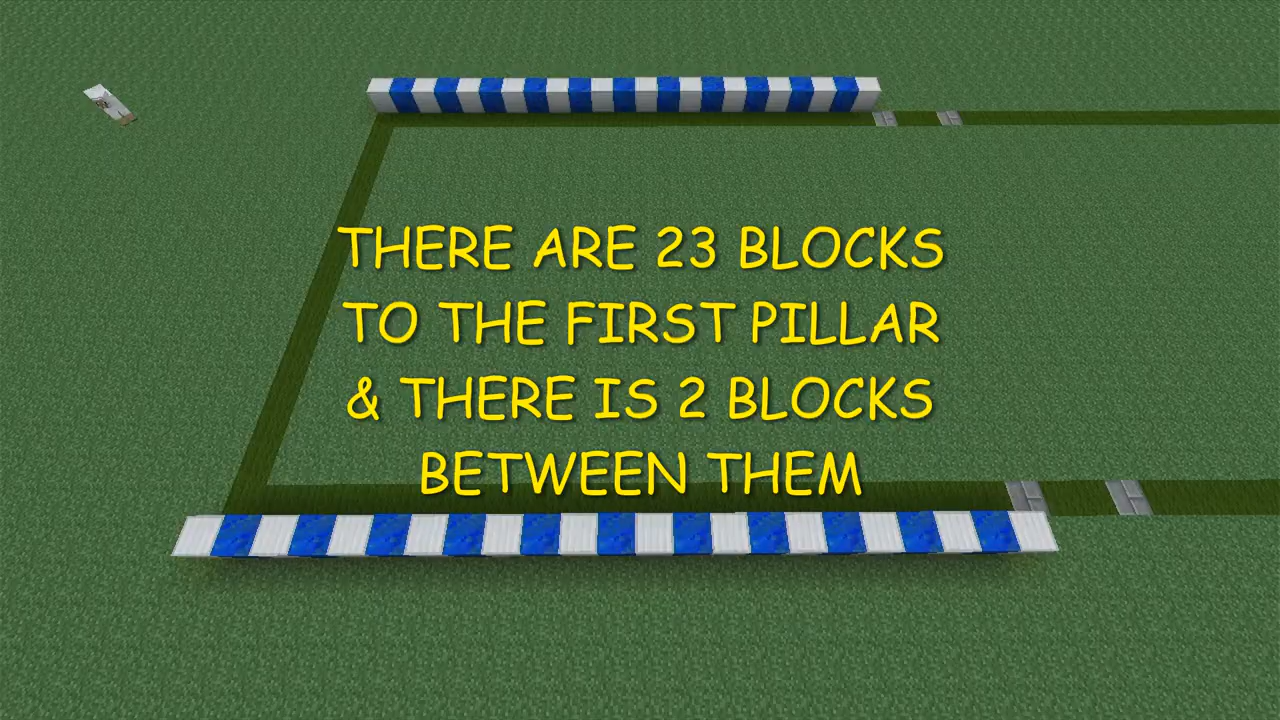 THERE ARE 23 BLOCKS
TO THE FIRST PILLAR
& THERE IS 2 BLOCKS
BETWEEN THEM